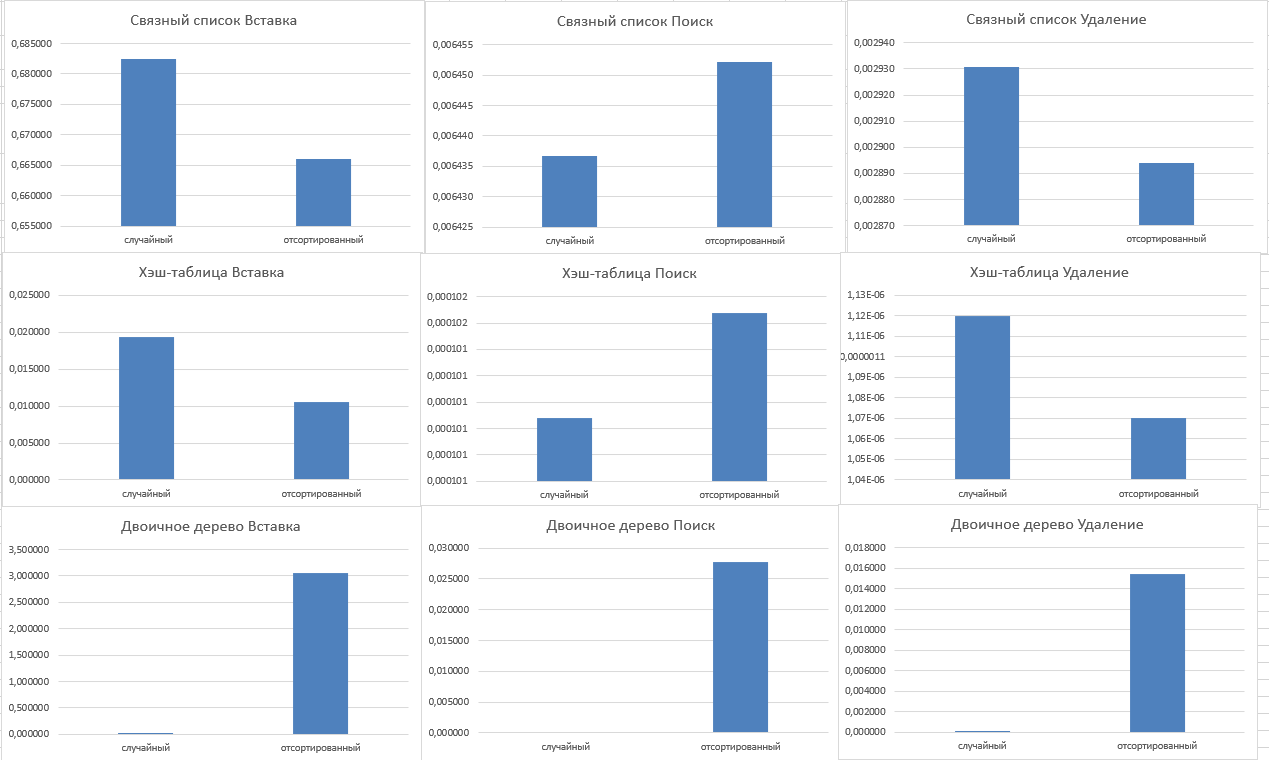 Связный список Вставка
0,685000
0,680000
0,675000
0,670000
0,665000
0,660000
0,655000
случайный
отсортированный
Связный список Поиск
0,006455
0,006450
0,006445
0,006440
0,006435
0,006430
0,006425
случайный
отсортированный
Связный список Удаление
0,002940
0,002930
0,002920
0,002910
0,002900
0,002890
0,002880
0,002870
случайный
отсортированный
Хэш-таблица Вставка
0,025000
0,020000
0,015000
0,010000
0,005000
0,000000
случайный
отсортированный
Хэш-таблица Поиск
0,000102
0,000102
0,000101
0,000101
0,000101
0,000101
0,000101
0,000101
случайный
отсортированный
Хэш-таблица Удаление
1,13E-06
1,12E-06
1,11E-06
0,0000011
1,09E-06
1,08E-06
1,07E-06
1,06E-06
1,05E-06
1,04E-06
случайный
отсортированный
Двоичное дерево Вставка
3,500000
3,000000
2,500000
2,000000
1,500000
1,000000
0,500000
0,000000
случайный
отсортированный
Двоичное дерево Поиск
0,030000
0,025000
0,020000
0,015000
0,010000
0,005000
0,000000
случайный
отсортированный
Двоичное дерево Удаление
0,018000
0,016000
0,014000
0,012000
0,010000
0,008000
0,006000
0,004000
0,002000
0,000000
случайный
отсортированный